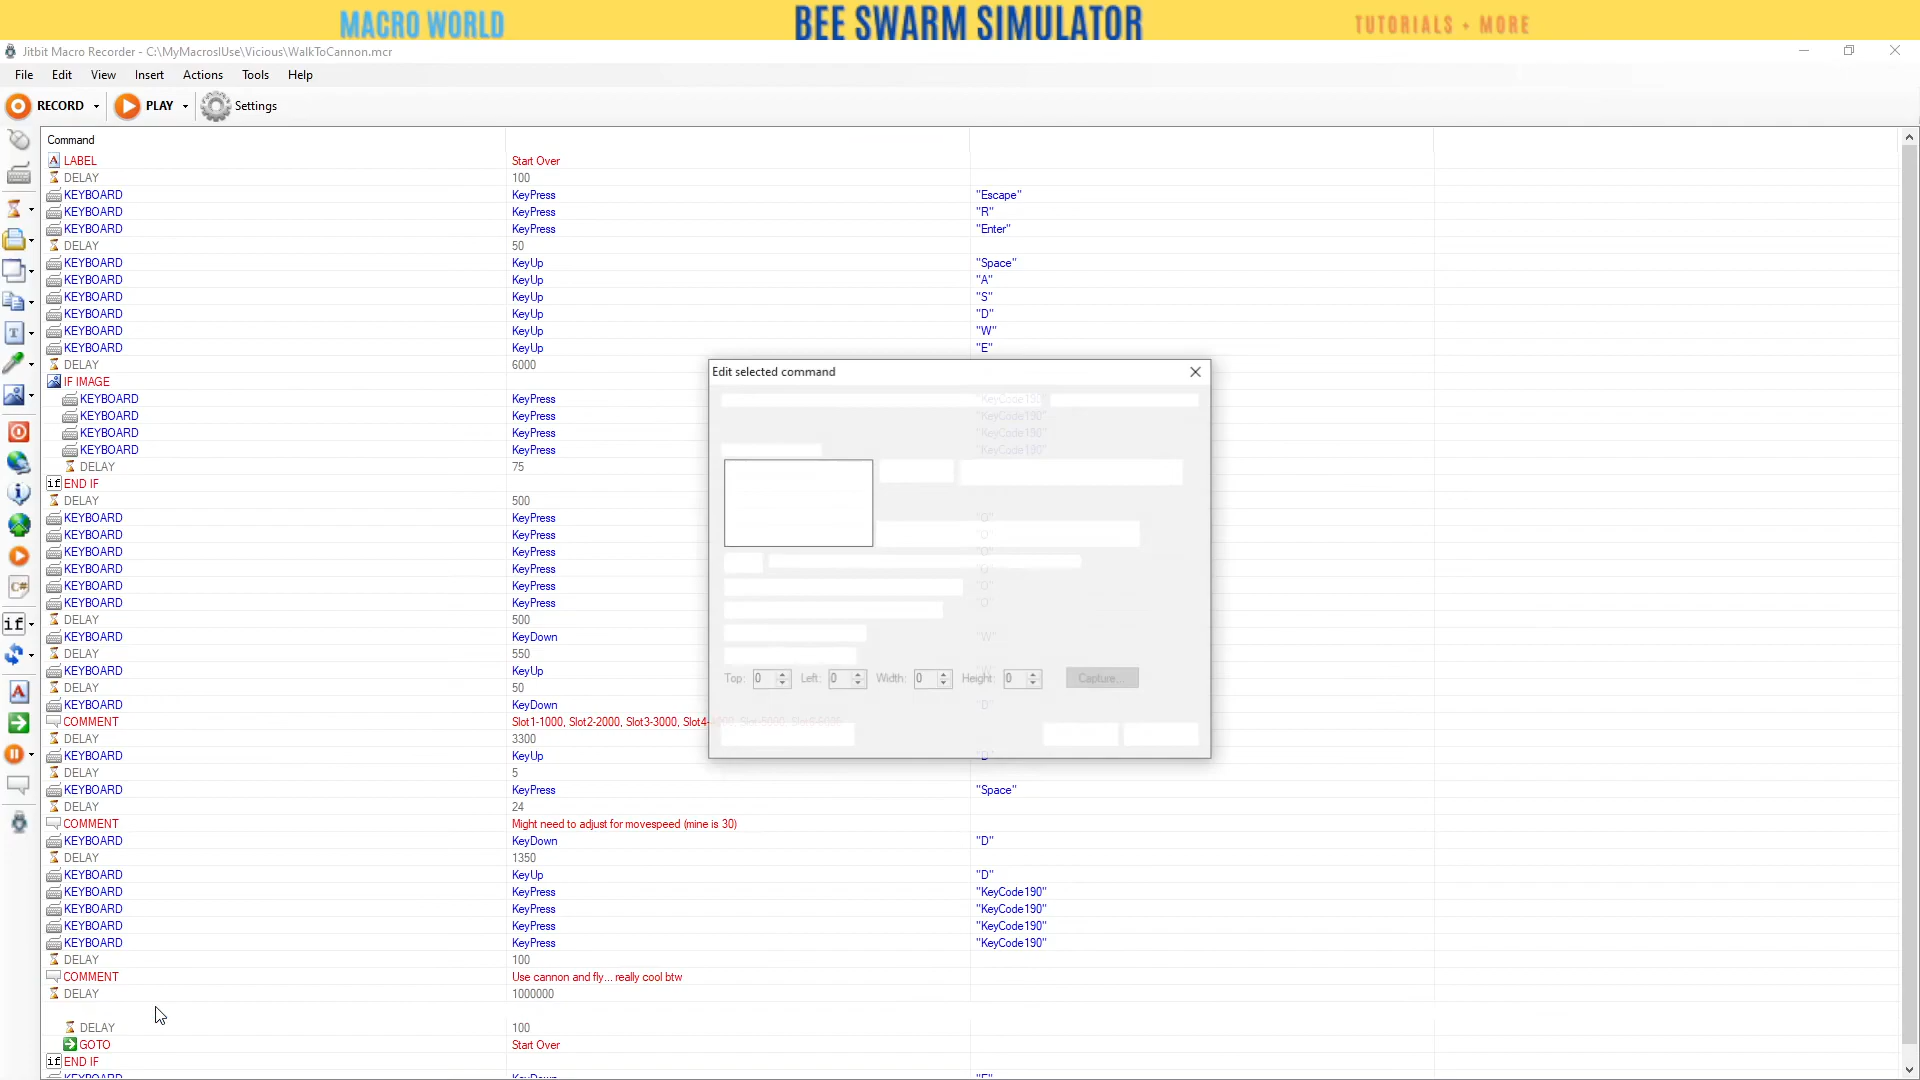 MACRO WORLD
BEE SWARM SIMULATOR
TUTORIALS + MORE
Jitbit Macro Recorder - C:\MyMacrosIUse\Vicious\WalkToCannon.mcr
File Edit View Insert Actions Tools Help
RECORD PLAY Settings
Command
LABEL Start Over
DELAY 100
KEYBOARD KeyPress "Escape"
KEYBOARD KeyPress "R"
KEYBOARD KeyPress "Enter"
DELAY 50
KEYBOARD KeyUp "Space"
KEYBOARD KeyUp "A"
KEYBOARD KeyUp "S"
KEYBOARD KeyUp "D"
KEYBOARD KeyUp "W"
KEYBOARD KeyUp "E"
DELAY 6000
Edit selected command
IF IMAGE
KEYBOARD KeyPress "KeyCode190
KEYBOARD KeyPress "KeyCode190"
KEYBOARD KeyPress "KeyCode190"
KEYBOARD KeyPress "KeyCode190"
DELAY 75
if END IF
DELAY 500
KEYBOARD KeyPress "O"
KEYBOARD KeyPress "O"
KEYBOARD KeyPress "O"
KEYBOARD KeyPress
KEYBOARD KeyPress "O"
KEYBOARD KeyPress "O"
DELAY 500
KEYBOARD KeyDown "W"
DELAY 550
KEYBOARD KeyUp
Top: 0 Left: 0 Width: 0 Height: 0 Capture...
DELAY 50
KEYBOARD KeyDown "D"
COMMENT Slot1-1000, Slot2-2000, Slot3-3000, Slot4-
DELAY 3300
KEYBOARD KeyUp "D"
DELAY 5
KEYBOARD KeyPress "Space"
DELAY 24
COMMENT Might need to adjust for movespeed (mine is 30)
KEYBOARD KeyDown "D"
DELAY 1350
KEYBOARD KeyUp "D"
KEYBOARD KeyPress "KeyCode190"
KEYBOARD KeyPress "KeyCode190"
KEYBOARD KeyPress "KeyCode190"
KEYBOARD KeyPress "KeyCode190"
DELAY 100
COMMENT Use cannon and fly... really cool btw
DELAY 1000000
DELAY 100
GOTO Start Over
if END IF
KEYBOARD KeyDown "E"
C#
if
T
A